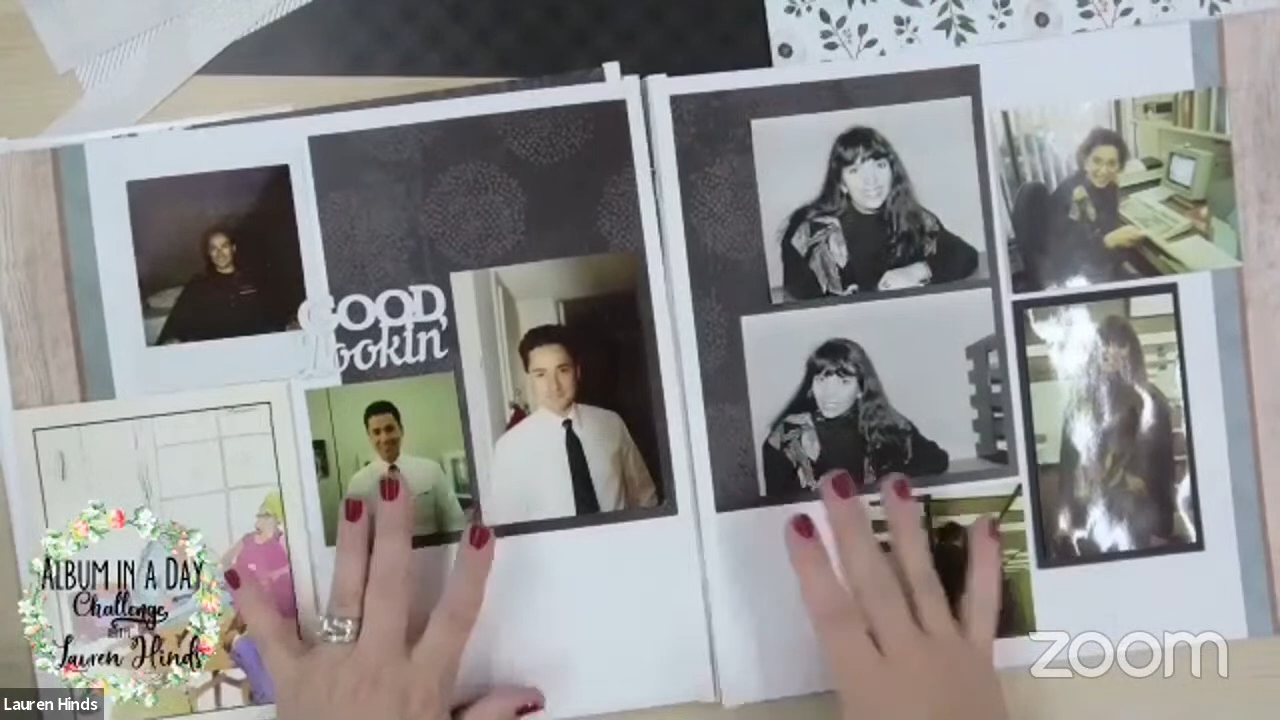 GOOD,
lookin'
ALBUM IN A DAY
Challenge
WITH
Lauren Hinds
Lauren Hinds
zoom